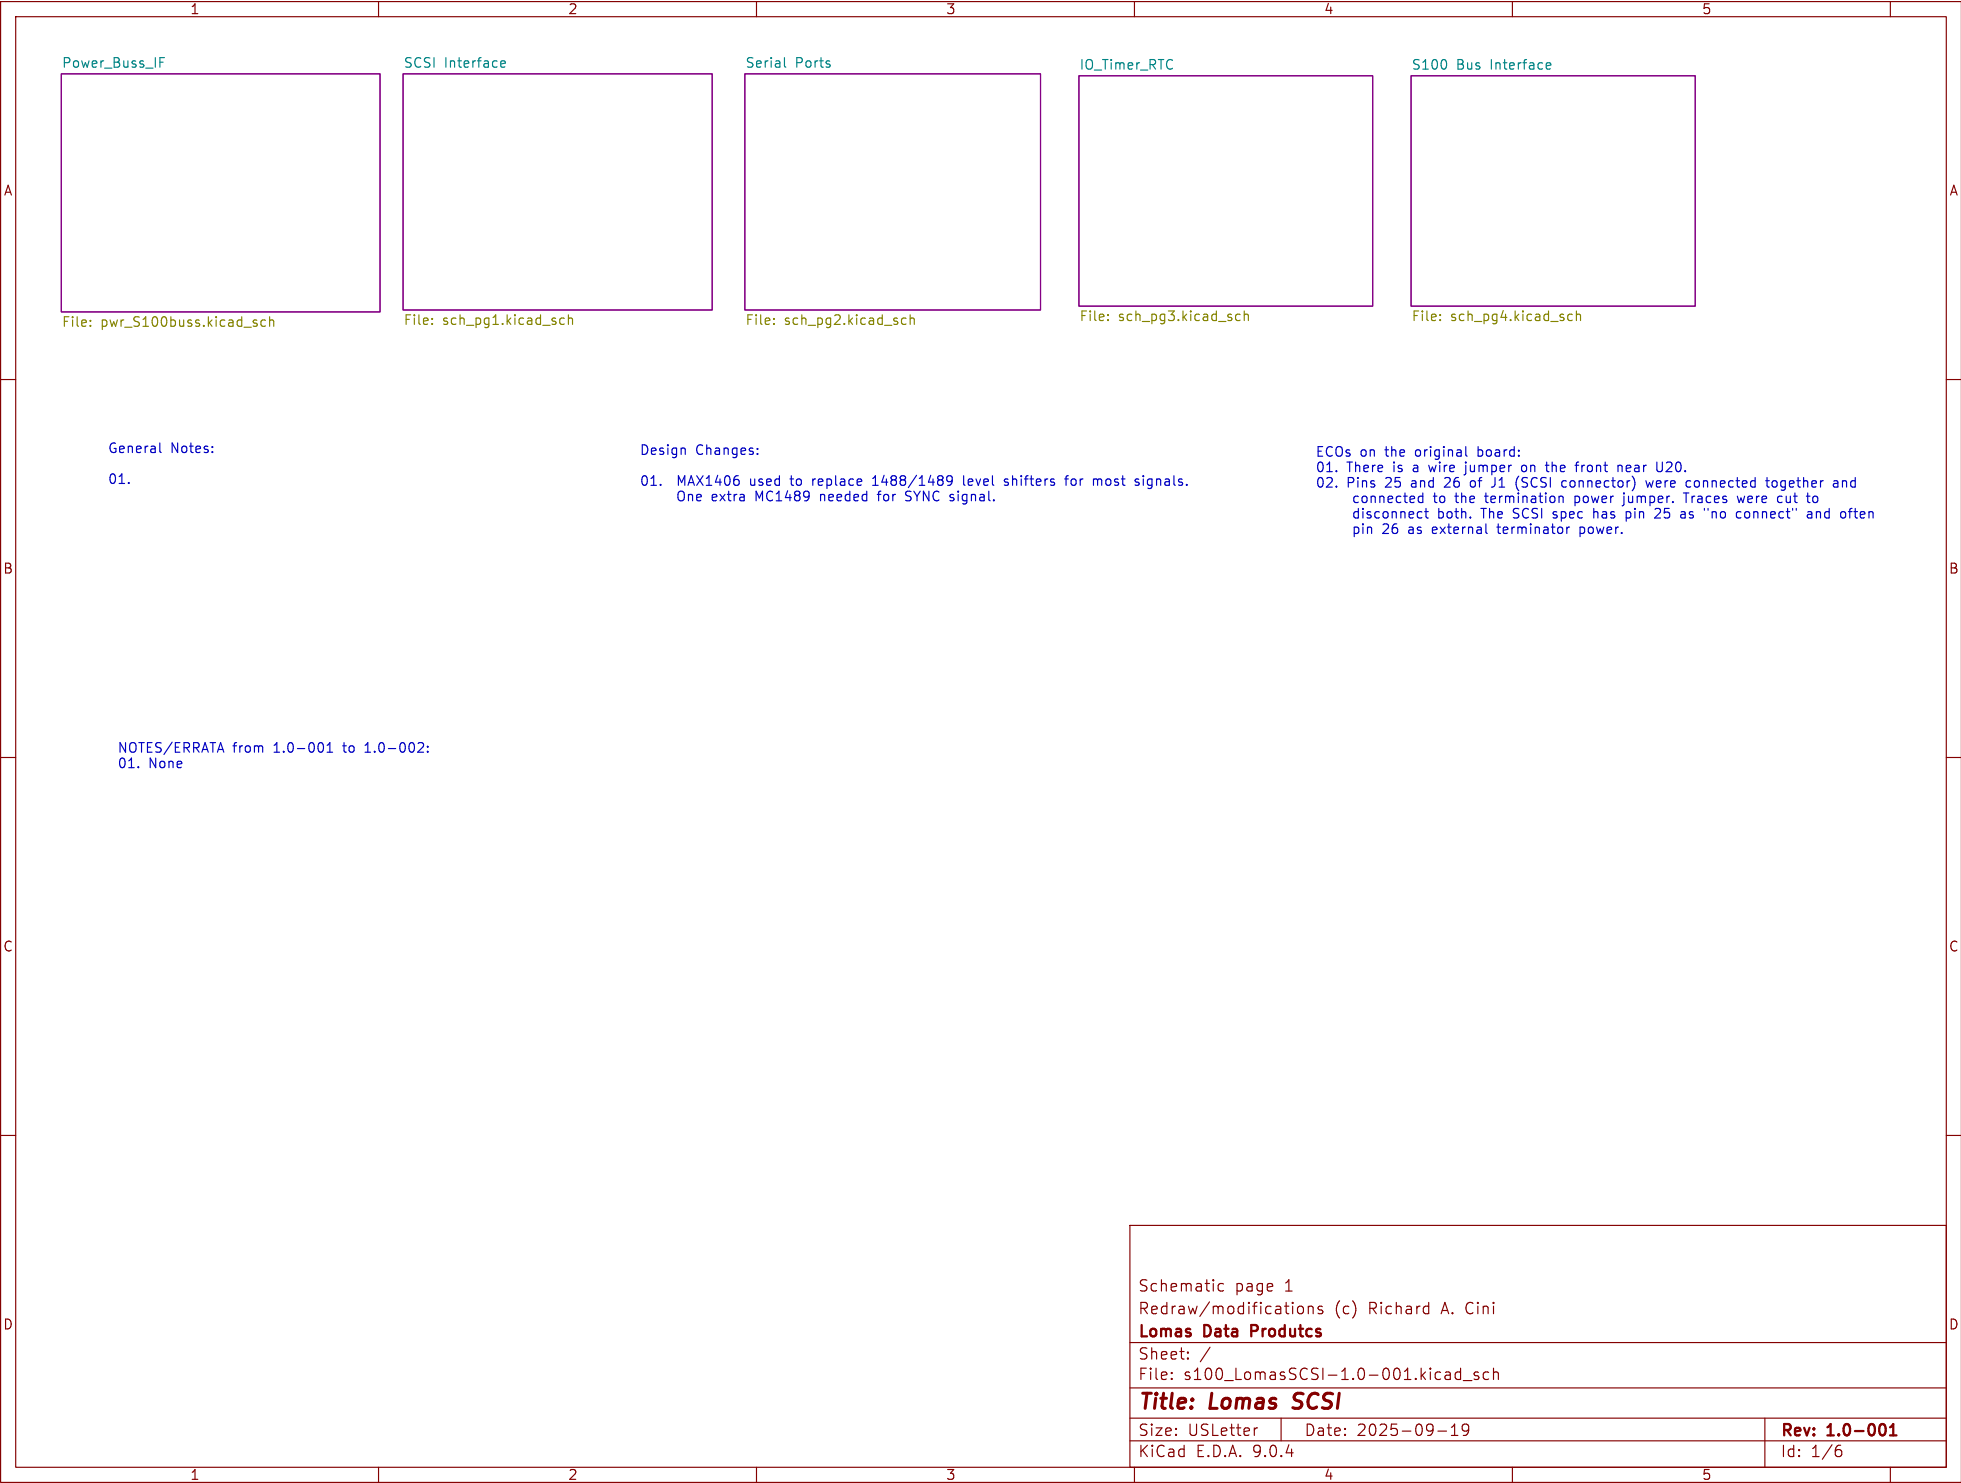 1 2 3 4 5
Power_Buss_IF
SCSI Interface
Serial Ports
IO_Timer_RTC
S100 Bus Interface
A A
File: pwr_S100buss.kicad_sch
File: sch_pg1.kicad_sch
File: sch_pg2.kicad_sch
File: sch_pg3.kicad_sch
File: sch_pg4.kicad_sch
General Notes:
01.
Design Changes:
01. MAX1406 used to replace 1488/1489 level shifters for most signals.
One extra MC1489 needed for SYNC signal.
ECOs on the original board:
01. There is a wire jumper on the front near U20.
02. Pins 25 and 26 of J1 (SCSI connector) were connected together and
connected to the termination power jumper. Traces were cut to
disconnect both. The SCSI spec has pin 25 as "no connect" and often
pin 26 as external terminator power.
B B
NOTES/ERRATA from 1.0-001 to 1.0-002:
01. None
C C
Schematic page 1
Redraw/modifications (c) Richard A. Cini
Lomas Data Produtcs
D D
Sheet: /
File: s100_LomasSCSI-1.0-001.kicad_sch
Title: Lomas SCSI
Size: USLetter Date: 2025-09-19 Rev: 1.0-001
KiCad E.D.A. 9.0.4 Id: 1/6
1 2 3 4 5